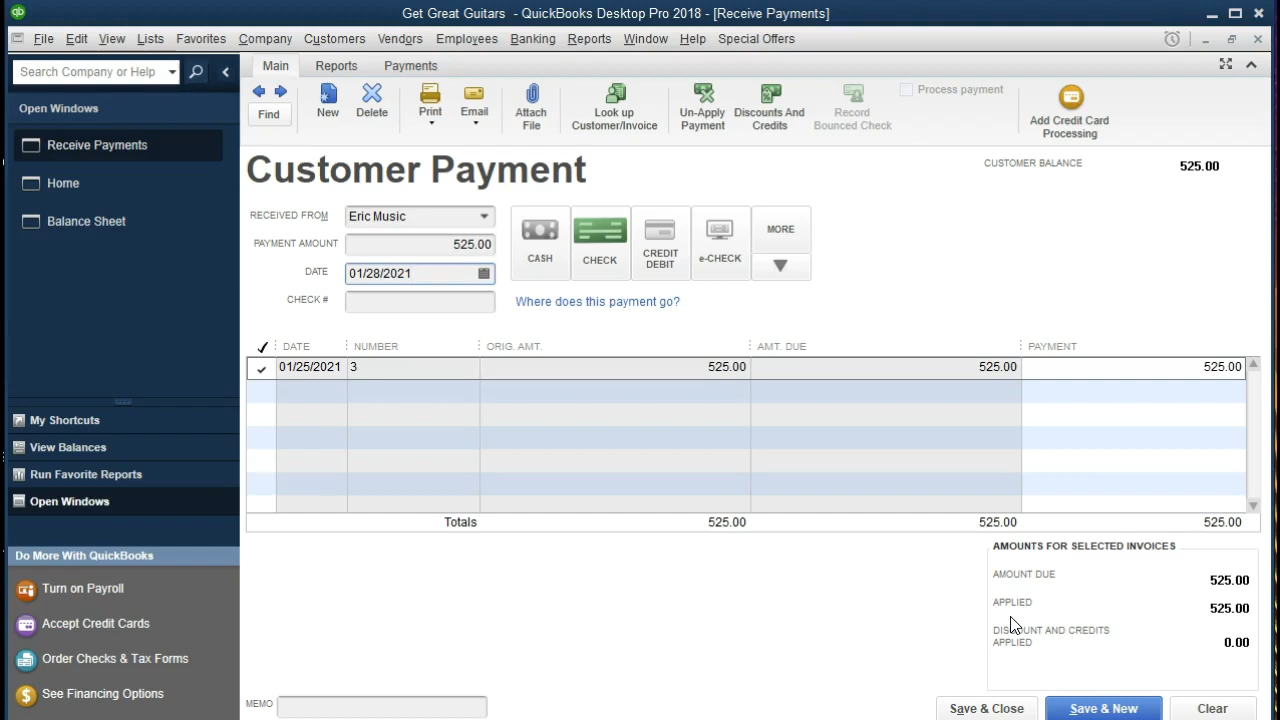 Get Great Guitars - QuickBooks Desktop Pro 2018 - [Receive Payments]
File Edit View Lists Favorites Company Customers Vendors Employees Banking Reports Window Help Special Offers
Search Company or Help
Main Reports Payments
Open Windows
Receive Payments
Home
Balance Sheet
My Shortcuts
View Balances
Run Favorite Reports
Open Windows
Do More With QuickBooks
Turn on Payroll
Accept Credit Cards
Order Checks & Tax Forms
See Financing Options
Find
New
Delete
Print
Email
Attach
File
Look up
Customer/Invoice
Un-Apply
Payment
Discounts And
Credits
Record
Bounced Check
Process payment
Add Credit Card
Processing
Customer Payment
CUSTOMER BALANCE 525.00
RECEIVED FROM Eric Music
PAYMENT AMOUNT 525.00
DATE 01/28/2021
CHECK #
CASH
CHECK
CREDIT
DEBIT
e-CHECK
MORE
Where does this payment go?
DATE NUMBER ORIG. AMT. AMT. DUE PAYMENT
01/25/2021 3 525.00 525.00 525.00
Totals 525.00 525.00 525.00
AMOUNTS FOR SELECTED INVOICES
AMOUNT DUE 525.00
APPLIED 525.00
DISCOUNT AND CREDITS
APPLIED 0.00
MEMO
Save & Close Save & New Clear